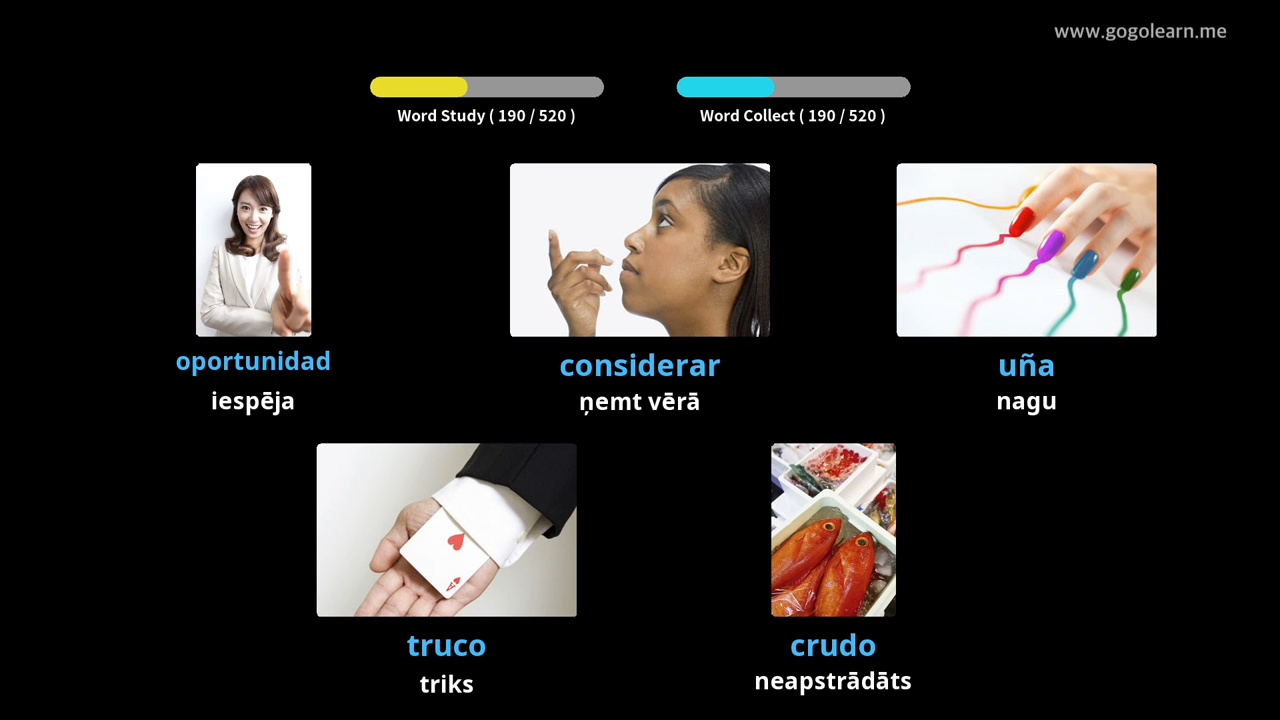 www.gogolearn.me
Word Study ( 190 / 520 )
Word Collect ( 190 / 520 )
oportunidad
iespēja
considerar
ņemt vērā
uña
nagu
truco
triks
crudo
neapstrādāts